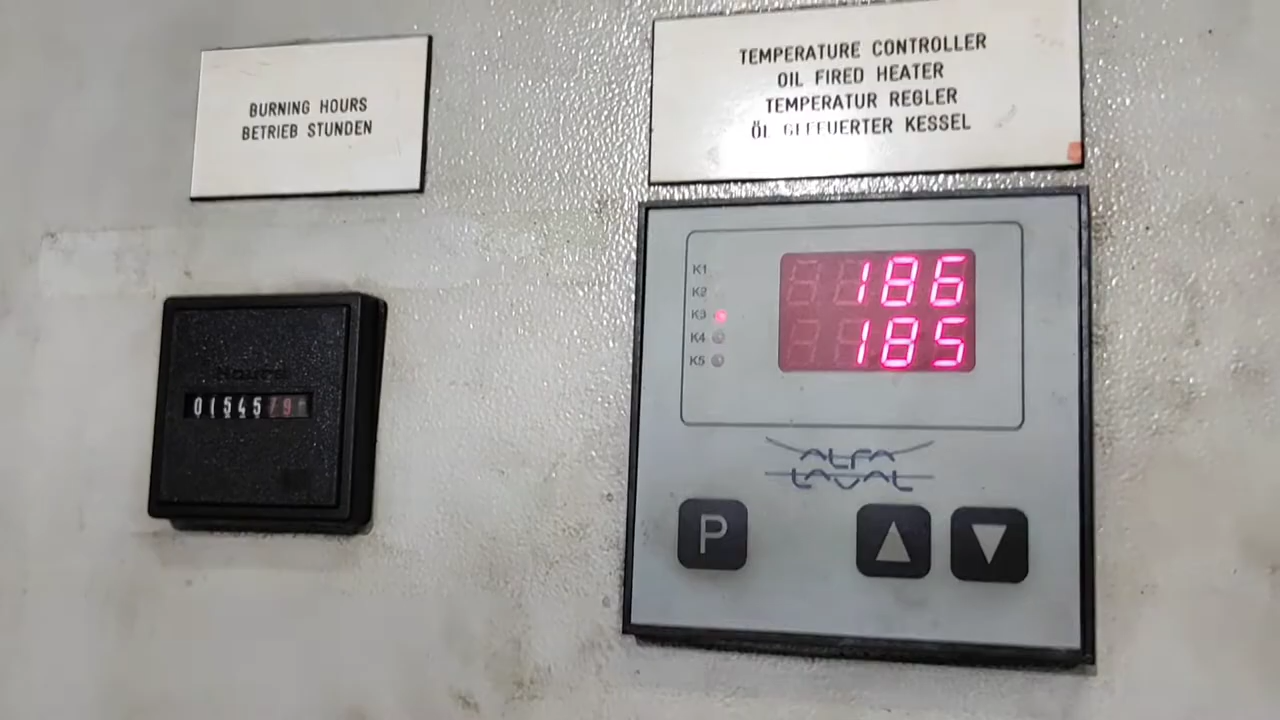 BURNING HOURS
BETRIEB STUNDEN
TEMPERATURE CONTROLLER
OIL FIRED HEATER
TEMPERATUR REGLER
ÖL GEFEUERTER KESSEL
Hours
01545
K1
K2
K3
K4
K5
186
185
ALFA
LAVAL
P